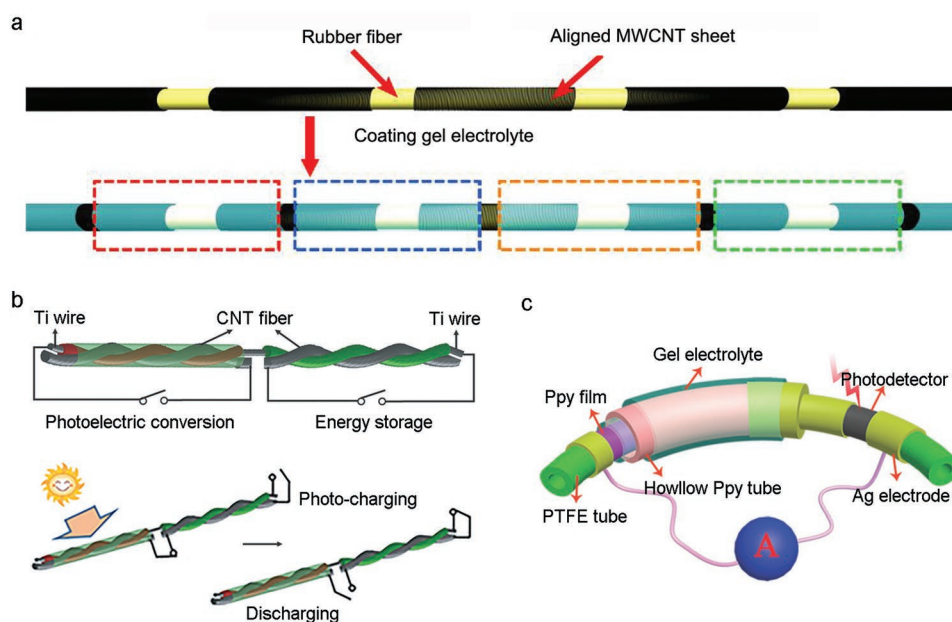 a
Rubber fiber
Aligned MWCNT sheet
Coating gel electrolyte
b
Ti wire
CNT fiber
Ti wire
Photoelectric conversion
Energy storage
Photo-charging
Discharging
c
Gel electrolyte
Photodetector
Ppy film
Howllow Ppy tube
Ag electrode
PTFE tube
A